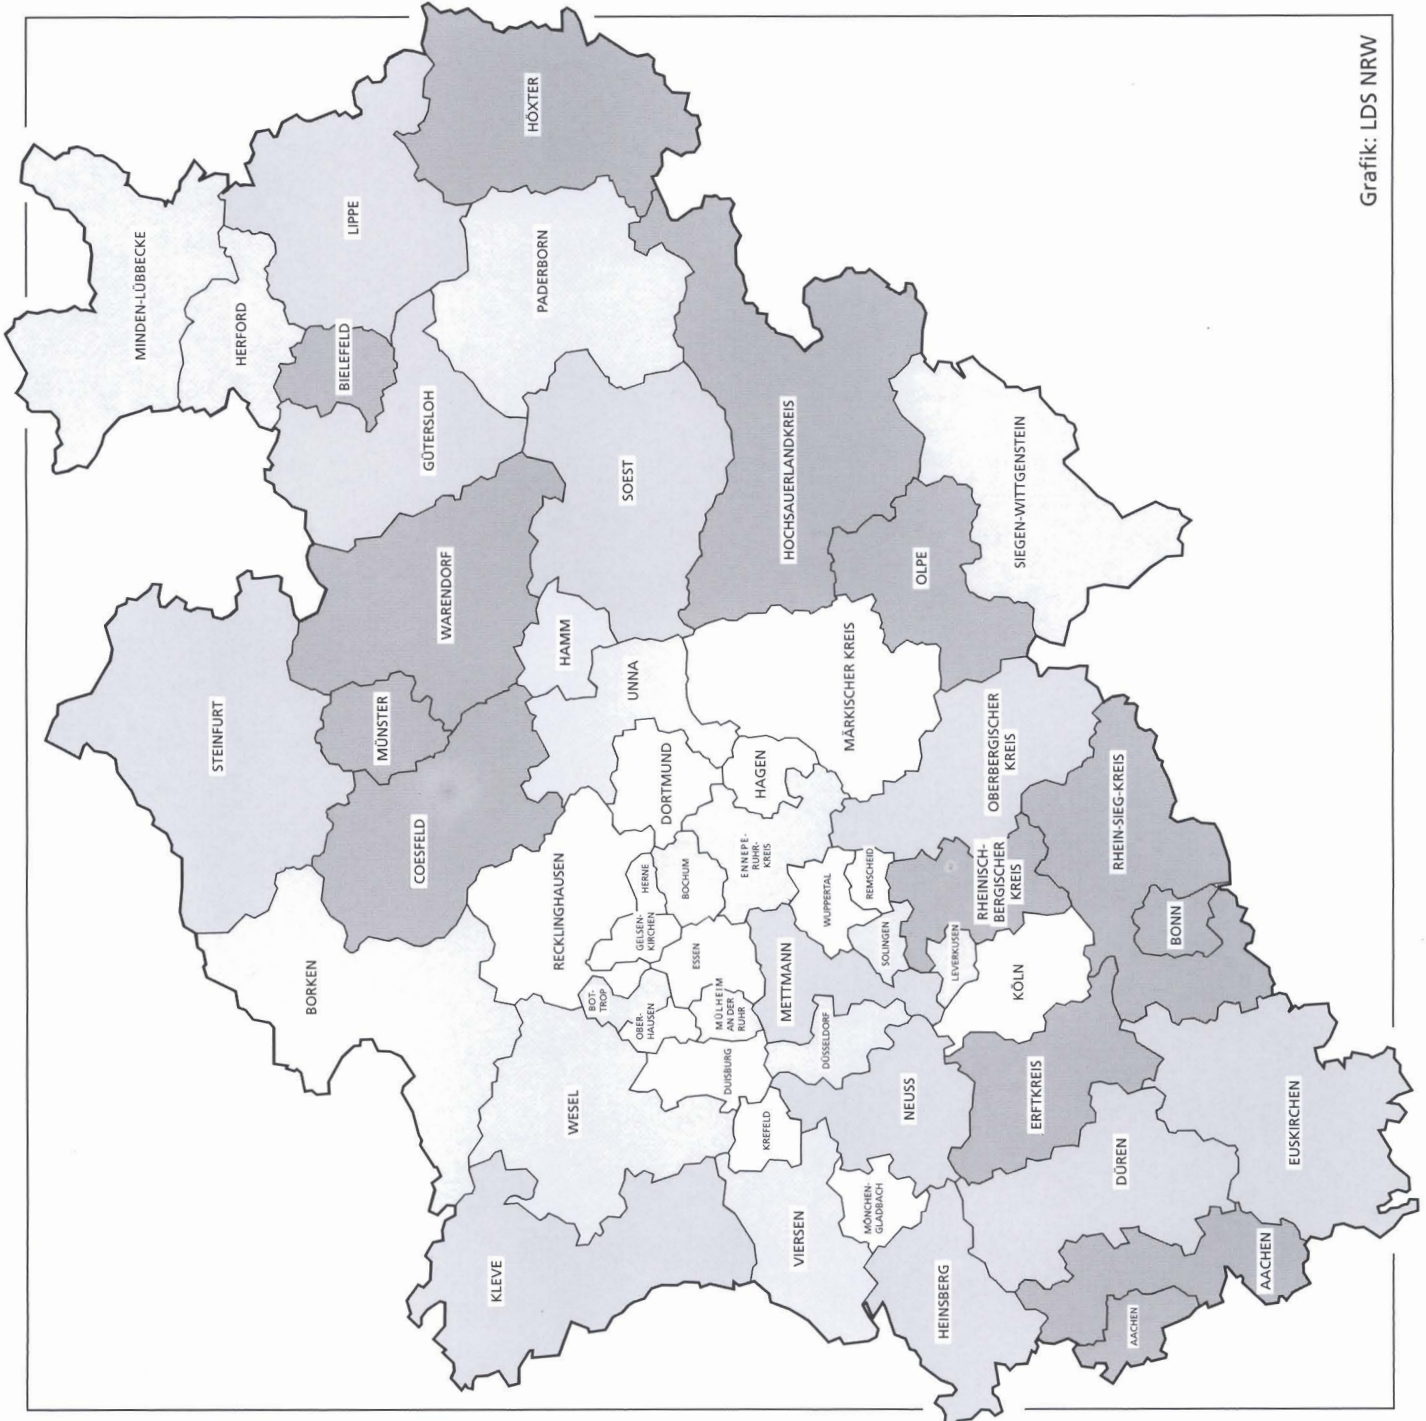 MINDEN-LÜBBECKE
HERFORD
BIELEFELD
LIPPE
HÖXTER
GÜTERSLOH
PADERBORN
STEINFURT
MÜNSTER
WARENDORF
SOEST
HAMM
UNNA
HOCHSAUERLANDKREIS
OLPE
SIEGEN-WITTGENSTEIN
MÄRKISCHER KREIS
BORKEN
COESFELD
RECKLINGHAUSEN
DORTMUND
HAGEN
HERNE
BOCHUM
ENNEPE-
RUHR-
KREIS
GELSEN-
KIRCHEN
BOT-
TROP
OBER-
HAUSEN
ESSEN
MÜLHEIM
AN DER
RUHR
DUISBURG
WESEL
KLEVE
KREFELD
VIERSEN
MÖNCHEN-
GLADBACH
NEUSS
DÜSSELDORF
METTMANN
WUPPERTAL
REMSCHEID
SOLINGEN
LEVERKUSEN
RHEINISCH-
BERGISCHER
KREIS
OBERBERGISCHER
KREIS
KÖLN
RHEIN-SIEG-KREIS
BONN
ERFTKREIS
HEINSBERG
DÜREN
EUSKIRCHEN
AACHEN
AACHEN
Grafik: LDS NRW